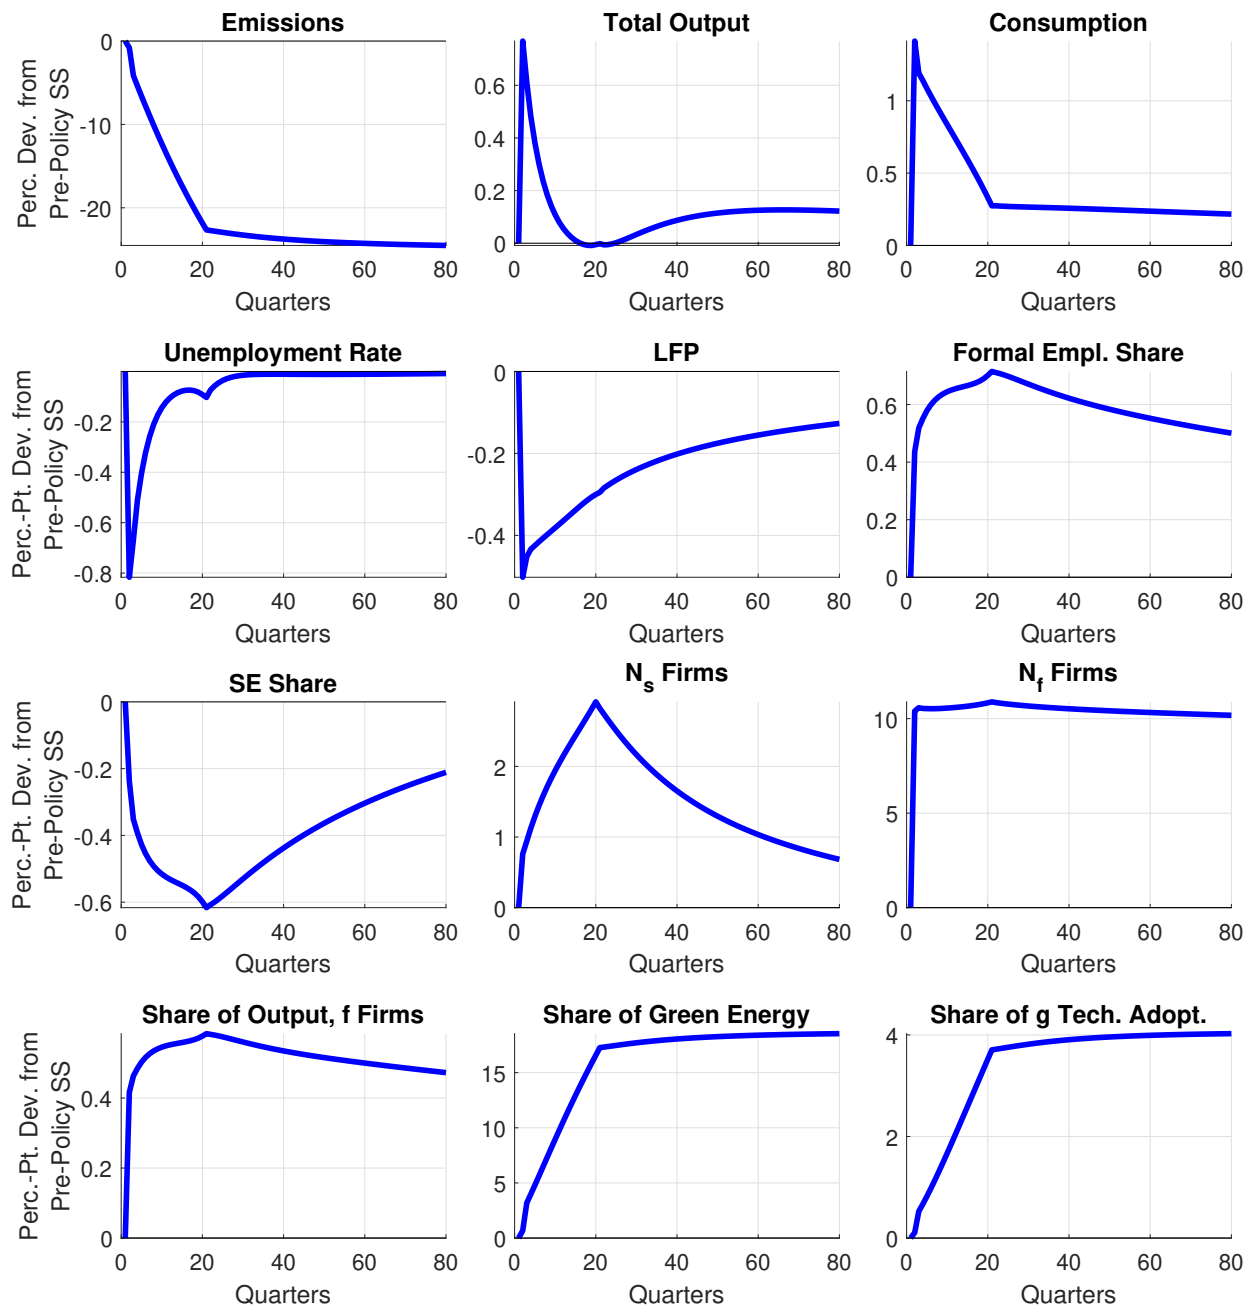 Emissions
Total Output
Consumption
Perc. Dev. from
Pre-Policy SS
0
-10
-20
0 20 40 60 80
Quarters
0.6
0.4
0.2
0
0 20 40 60 80
Quarters
1
0.5
0
0 20 40 60 80
Quarters
Unemployment Rate
LFP
Formal Empl. Share
Perc.-Pt. Dev. from
Pre-Policy SS
-0.2
-0.4
-0.6
-0.8
0 20 40 60 80
Quarters
0
-0.2
-0.4
0 20 40 60 80
Quarters
0.6
0.4
0.2
0
0 20 40 60 80
Quarters
SE Share
N_s Firms
N_f Firms
Perc.-Pt. Dev. from
Pre-Policy SS
0
-0.2
-0.4
-0.6
0 20 40 60 80
Quarters
2
1
0
0 20 40 60 80
Quarters
10
5
0
0 20 40 60 80
Quarters
Share of Output, f Firms
Share of Green Energy
Share of g Tech. Adopt.
Perc.-Pt. Dev. from
Pre-Policy SS
0.4
0.2
0
0 20 40 60 80
Quarters
15
10
5
0
0 20 40 60 80
Quarters
4
2
0
0 20 40 60 80
Quarters